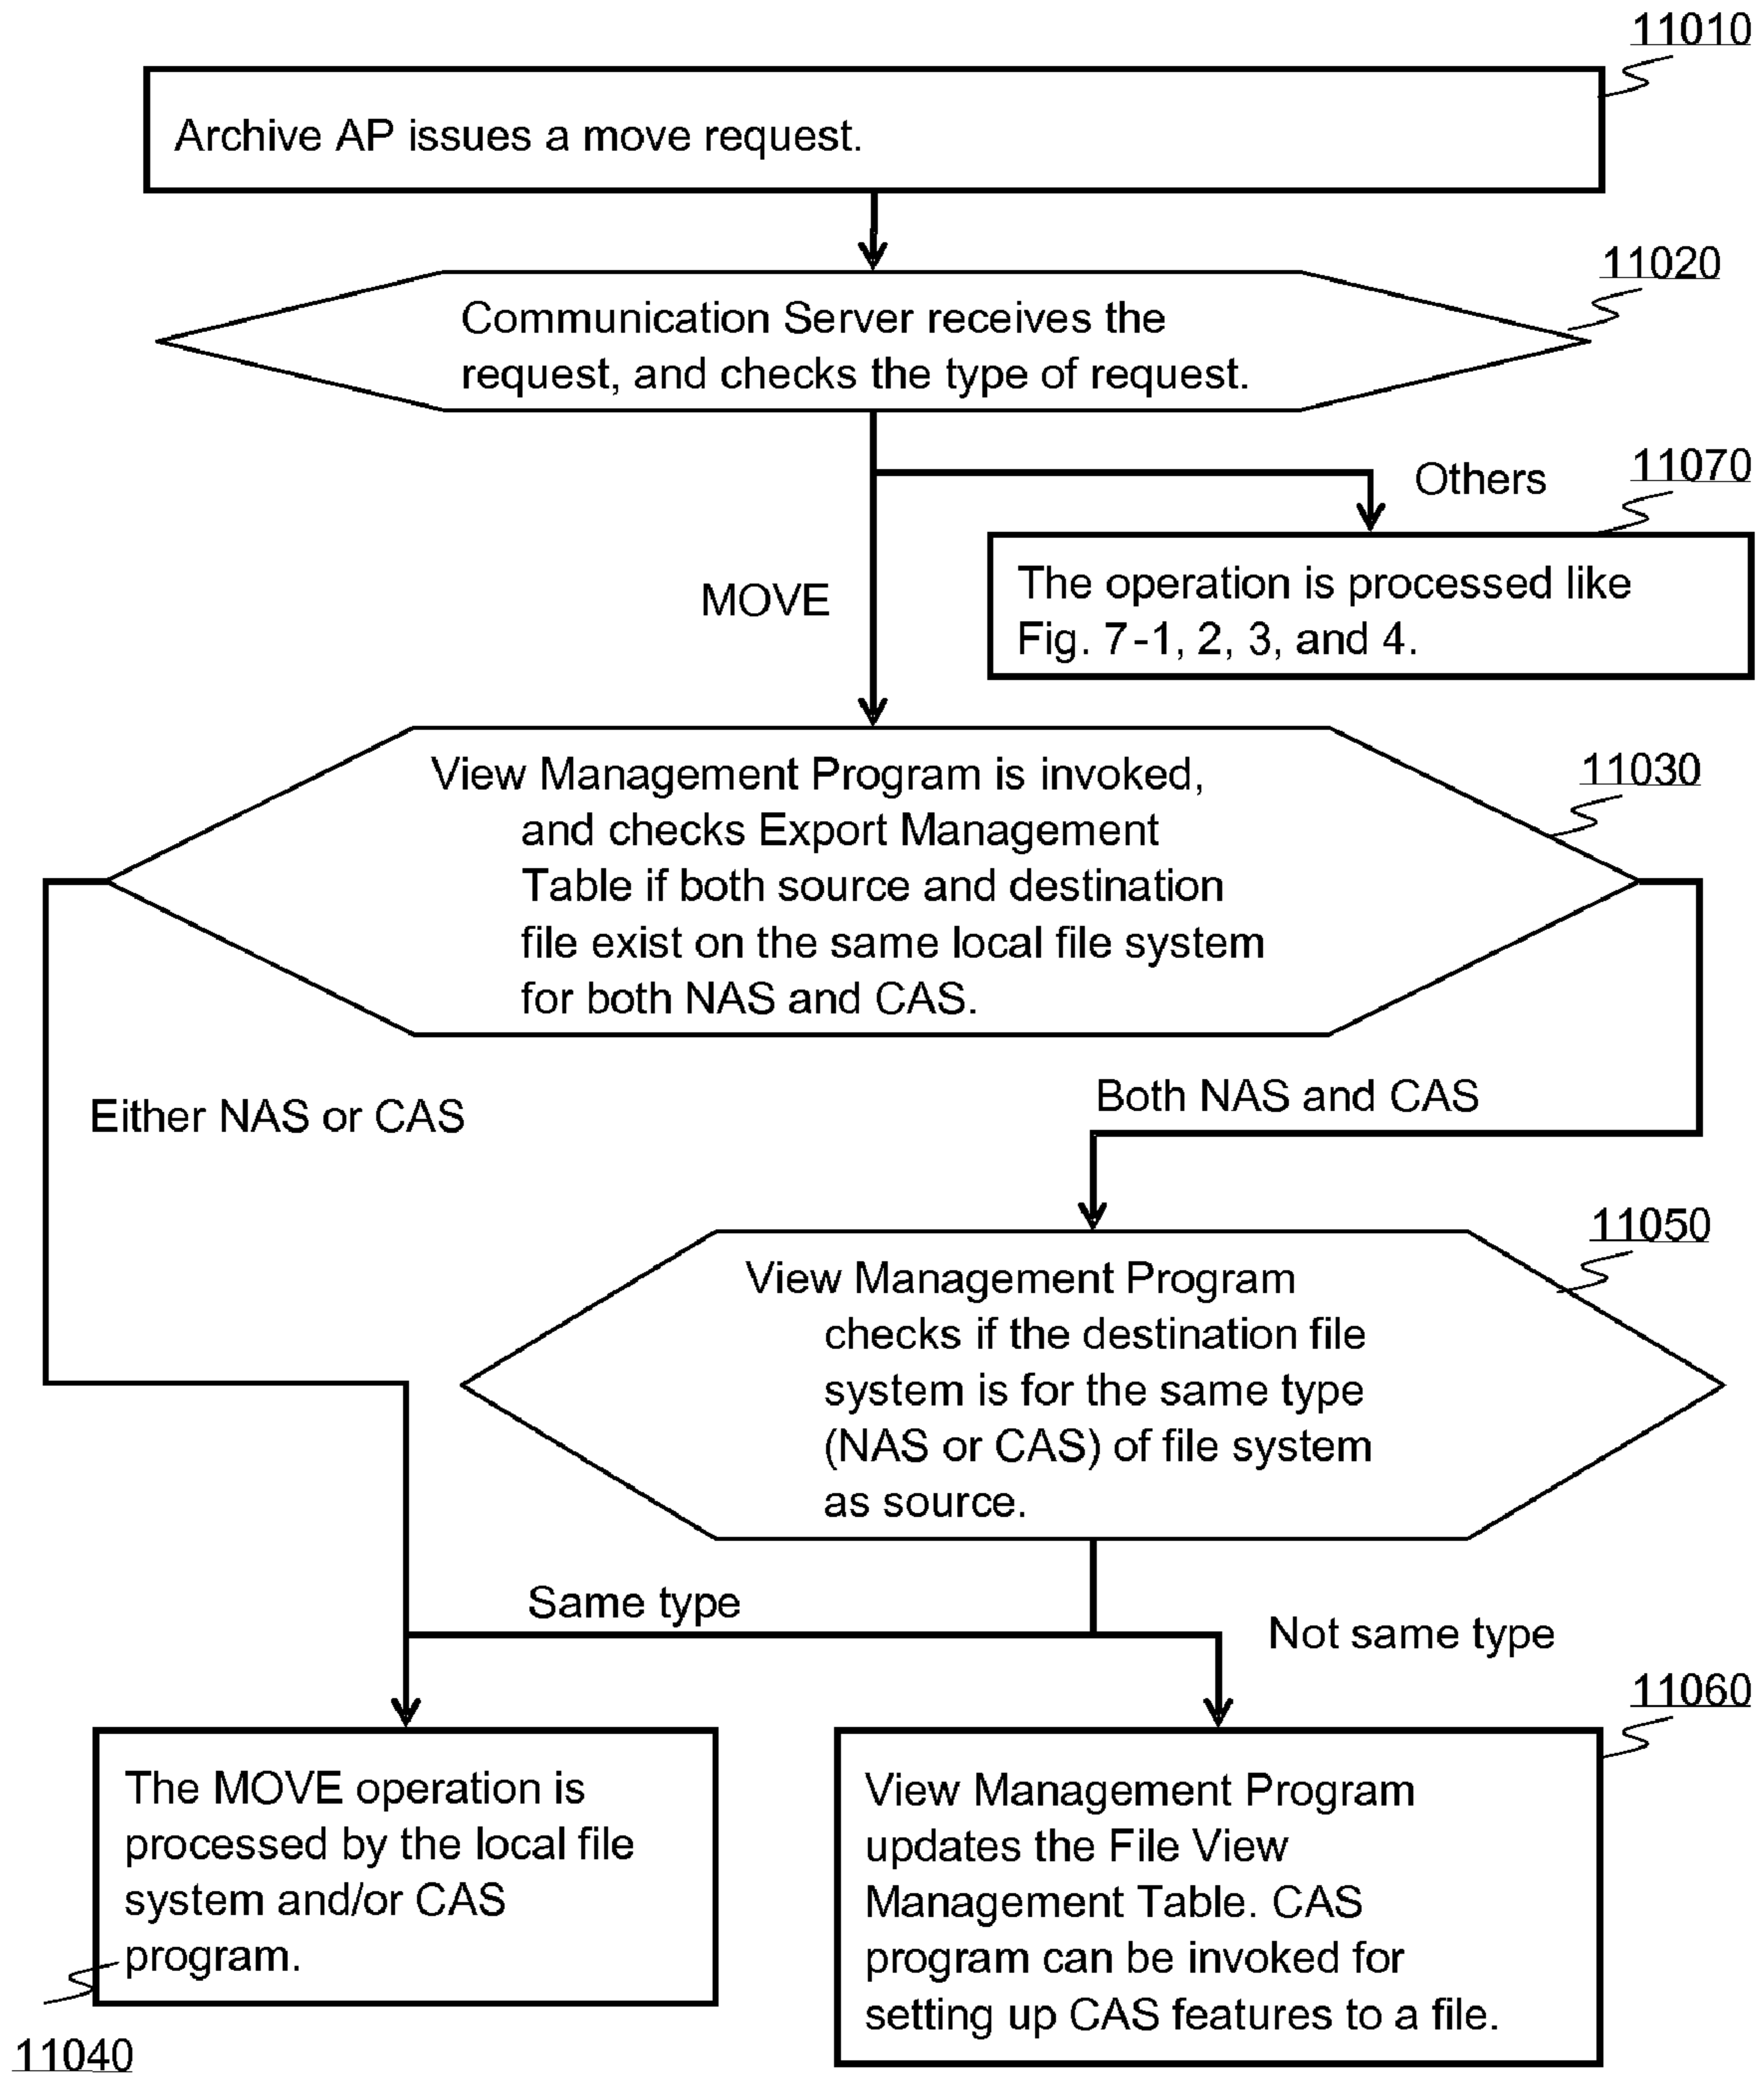 11010
Archive AP issues a move request.
11020
Communication Server receives the
request, and checks the type of request.
Others
11070
The operation is processed like
Fig. 7-1, 2, 3, and 4.
MOVE
11030
View Management Program is invoked,
and checks Export Management
Table if both source and destination
file exist on the same local file system
for both NAS and CAS.
Either NAS or CAS
Both NAS and CAS
11050
View Management Program
checks if the destination file
system is for the same type
(NAS or CAS) of file system
as source.
Same type
Not same type
11060
The MOVE operation is
processed by the local file
system and/or CAS
program.
11040
View Management Program
updates the File View
Management Table. CAS
program can be invoked for
setting up CAS features to a file.